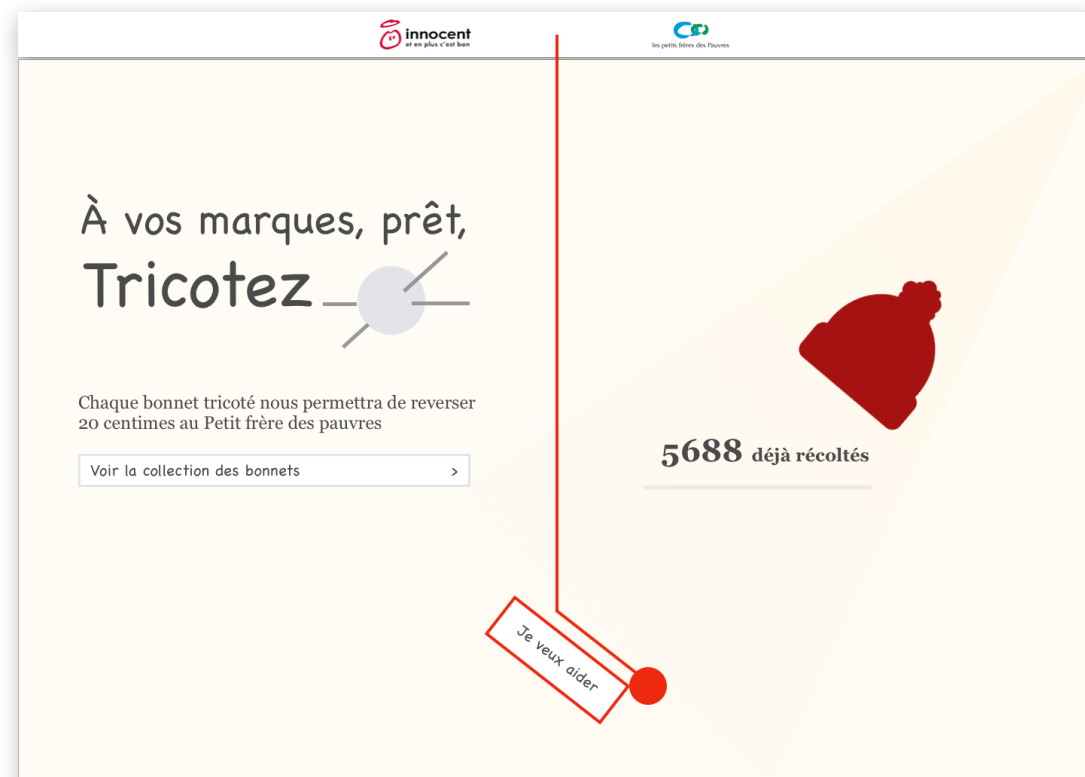 innocent
et en plus c'est bon
les petits frères des Pauvres
À vos marques, prêt,
Tricotez
Chaque bonnet tricoté nous permettra de reverser
20 centimes au Petit frère des pauvres
Voir la collection des bonnets >
5688 déjà récoltés
Je veux aider